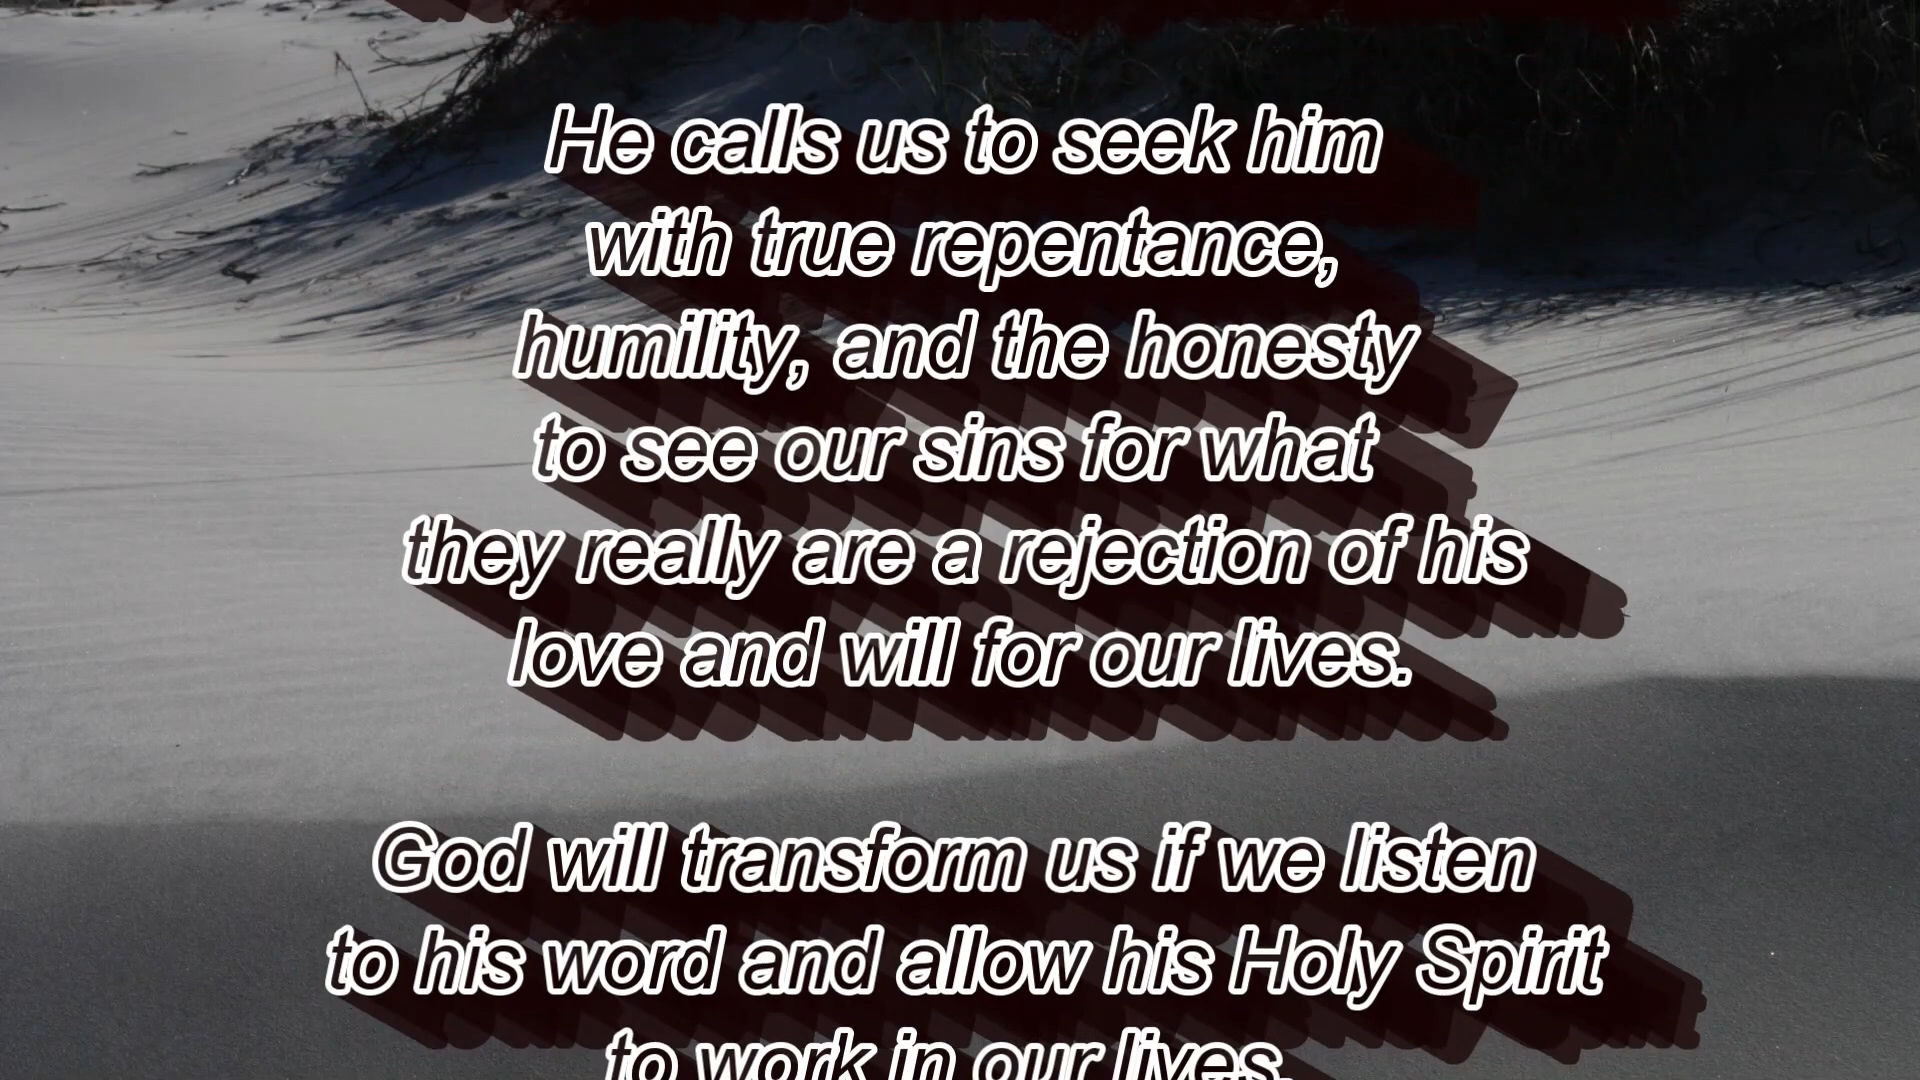 He calls us to seek him
with true repentance,
humility, and the honesty
to see our sins for what
they really are a rejection of his
love and will for our lives.
God will transform us if we listen
to his word and allow his Holy Spirit
to work in our lives.